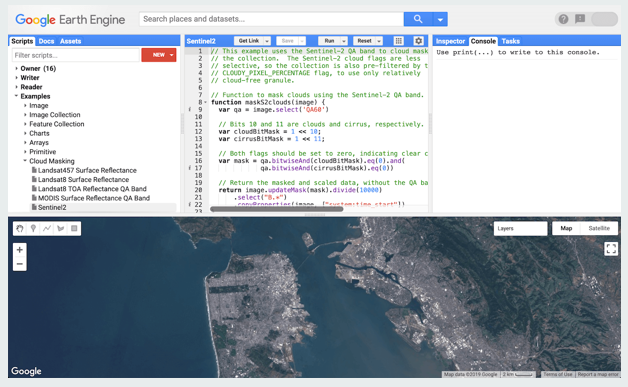 Google Earth Engine
Search places and datasets...
Scripts Docs Assets
Filter scripts...
NEW
Owner (16)
Writer
Reader
Examples
Image
Image Collection
Feature Collection
Charts
Arrays
Primitive
Cloud Masking
Landsat457 Surface Reflectance
Landsat8 Surface Reflectance
Landsat8 TOA Reflectance QA Band
MODIS Surface Reflectance QA Band
Sentinel2
Sentinel2 Get Link Save Run Reset
1 // This example uses the Sentinel-2 QA band to cloud mask
2 // the collection. The Sentinel-2 cloud flags are less
3 // selective, so the collection is also pre-filtered by t
4 // CLOUDY_PIXEL_PERCENTAGE flag, to use only relatively
5 // cloud-free granule.
6
7 // Function to mask clouds using the Sentinel-2 QA band.
8 function maskS2clouds(image) {
i 9 var qa = image.select('QA60')
10
11 // Bits 10 and 11 are clouds and cirrus, respectively.
12 var cloudBitMask = 1 << 10;
13 var cirrusBitMask = 1 << 11;
14
15 // Both flags should be set to zero, indicating clear c
16 var mask = qa.bitwiseAnd(cloudBitMask).eq(0).and(
i 17 qa.bitwiseAnd(cirrusBitMask).eq(0))
18
19 // Return the masked and scaled data, without the QA ba
20 return image.updateMask(mask).divide(10000)
21 .select("B.*")
i 22 .copyProperties(image, ["system:time_start"])
23
Inspector Console Tasks
Use print(...) to write to this console.
Layers
Map Satellite
+
−
Google
Map data ©2019 Google 2 km Terms of Use Report a map error